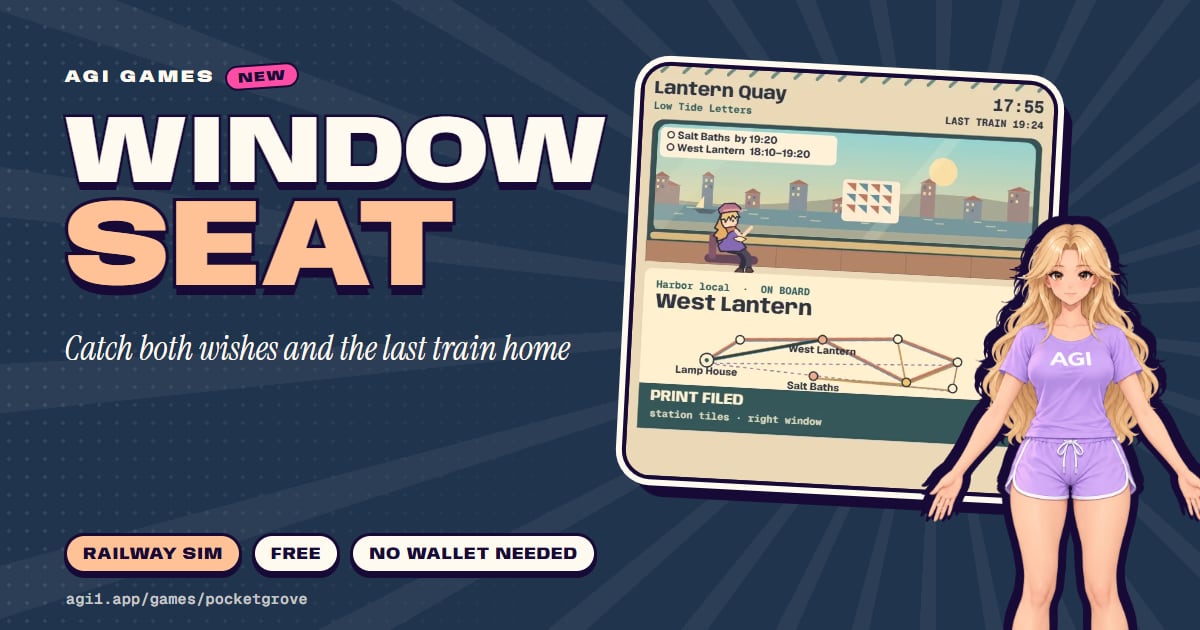 AGI GAMES NEW
WINDOW
SEAT
Catch both wishes and the last train home
RAILWAY SIM
FREE
NO WALLET NEEDED
agi1.app/games/pocketgrove
Lantern Quay
Low Tide Letters
17:55
LAST TRAIN 19:24
Salt Baths by 19:20
West Lantern 18:10–19:20
Harbor local · ON BOARD
West Lantern
West Lantern
Lamp House
Salt Baths
PRINT FILED
station tiles · right window
AGI